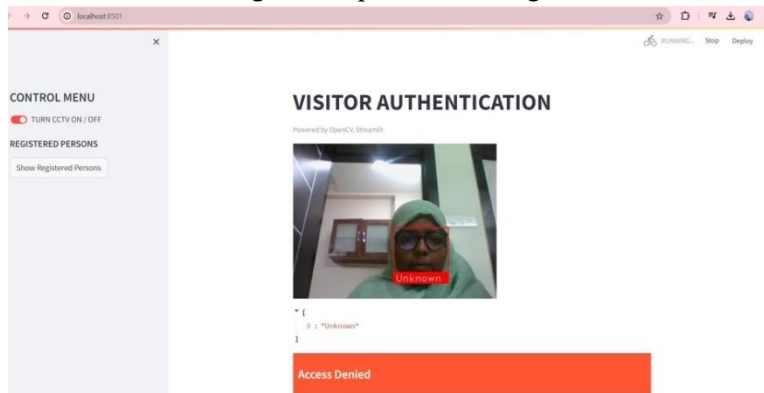 localhost:8501
RUNNING... Stop Deploy
CONTROL MENU
TURN CCTV ON / OFF
REGISTERED PERSONS
Show Registered Persons
VISITOR AUTHENTICATION
Powered by OpenCV, Streamlit
Unknown
[
0 : "Unknown"
]
Access Denied